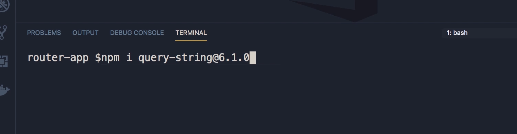 PROBLEMS OUTPUT DEBUG CONSOLE TERMINAL 1: bash
router-app $npm i query-string@6.1.0